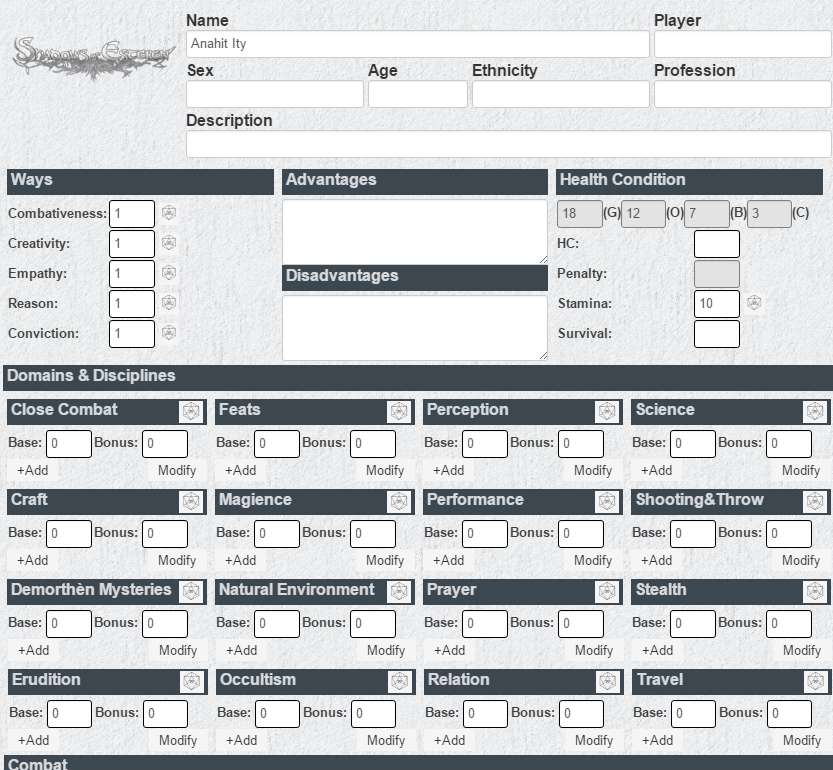 Shadows of Esteren
Name
Player
Anahit Ity
Sex
Age
Ethnicity
Profession
Description
Ways
Advantages
Health Condition
Combativeness: 1
18 (G) 12 (O) 7 (B) 3 (C)
Creativity: 1
HC:
Empathy: 1
Disadvantages
Penalty:
Reason: 1
Stamina: 10
Conviction: 1
Survival:
Domains & Disciplines
Close Combat
Feats
Perception
Science
Base: 0 Bonus: 0
Base: 0 Bonus: 0
Base: 0 Bonus: 0
Base: 0 Bonus: 0
+Add Modify
+Add Modify
+Add Modify
+Add Modify
Craft
Magience
Performance
Shooting&Throw
Base: 0 Bonus: 0
Base: 0 Bonus: 0
Base: 0 Bonus: 0
Base: 0 Bonus: 0
+Add Modify
+Add Modify
+Add Modify
+Add Modify
Demorthèn Mysteries
Natural Environment
Prayer
Stealth
Base: 0 Bonus: 0
Base: 0 Bonus: 0
Base: 0 Bonus: 0
Base: 0 Bonus: 0
+Add Modify
+Add Modify
+Add Modify
+Add Modify
Erudition
Occultism
Relation
Travel
Base: 0 Bonus: 0
Base: 0 Bonus: 0
Base: 0 Bonus: 0
Base: 0 Bonus: 0
+Add Modify
+Add Modify
+Add Modify
+Add Modify
Combat